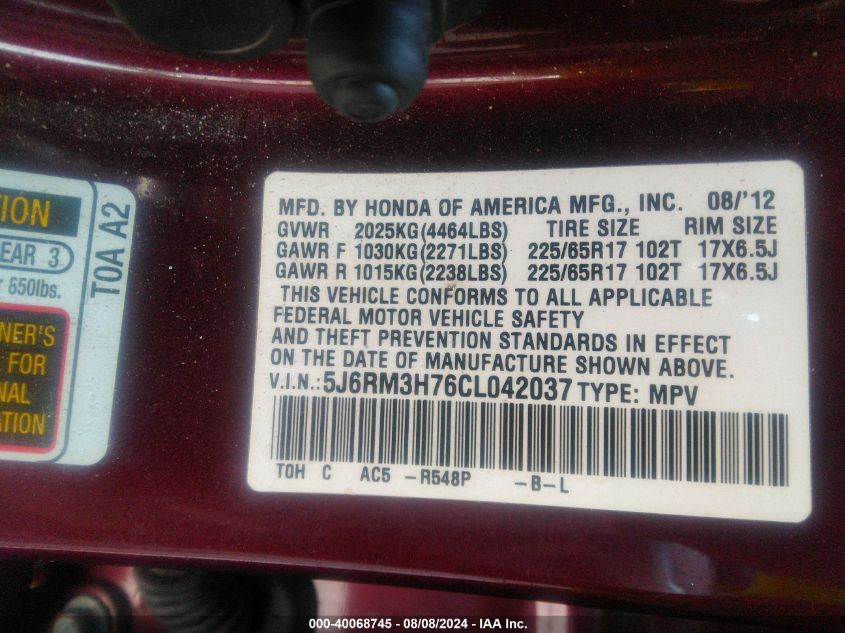 TION
EAR 3
850lbs.
NER'S
FOR
NAL
ATION
TOA A2
MFD. BY HONDA OF AMERICA MFG., INC. 08/'12
GVWR 2025KG(4464LBS) TIRE SIZE RIM SIZE
GAWR F 1030KG(2271LBS) 225/65R17 102T 17X6.5J
GAWR R 1015KG(2238LBS) 225/65R17 102T 17X6.5J
THIS VEHICLE CONFORMS TO ALL APPLICABLE
FEDERAL MOTOR VEHICLE SAFETY
AND THEFT PREVENTION STANDARDS IN EFFECT
ON THE DATE OF MANUFACTURE SHOWN ABOVE.
V.I.N.: 5J6RM3H76CL042037 TYPE: MPV
TOH C AC5 -R548P -B-L
000-40068745 - 08/08/2024 - IAA Inc.